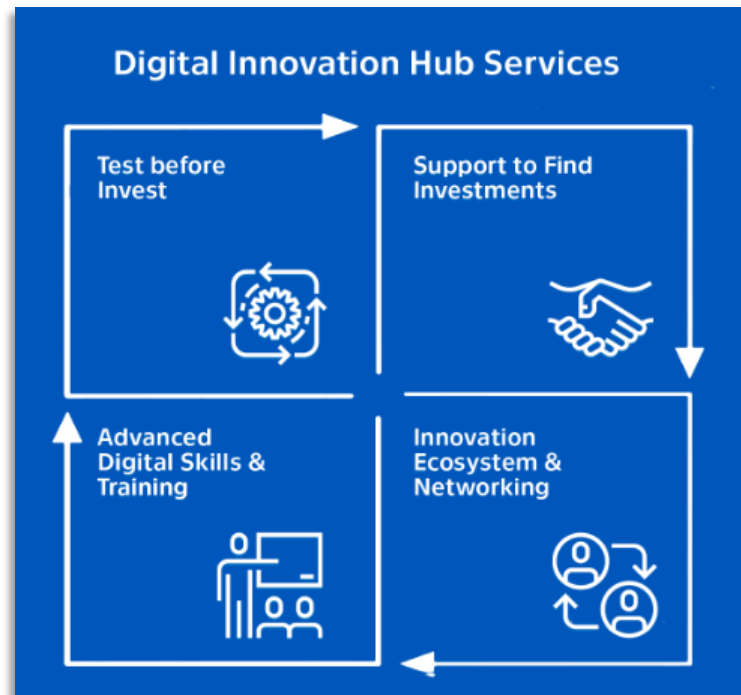 Digital Innovation Hub Services
Test before
Invest
Support to Find
Investments
Advanced
Digital Skills &
Training
Innovation
Ecosystem &
Networking